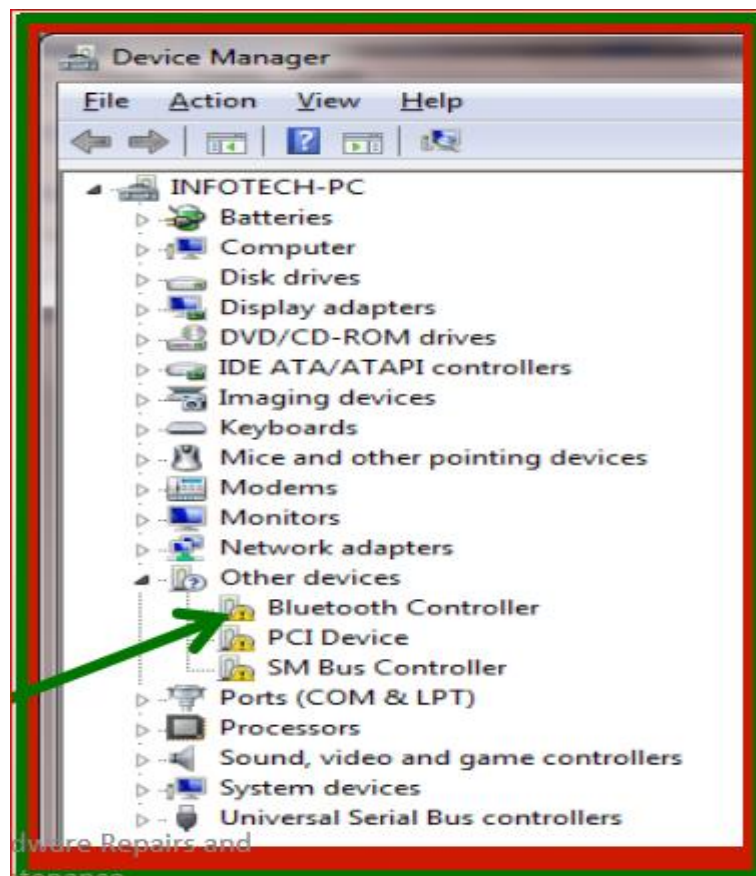 Device Manager
File Action View Help
INFOTECH-PC
Batteries
Computer
Disk drives
Display adapters
DVD/CD-ROM drives
IDE ATA/ATAPI controllers
Imaging devices
Keyboards
Mice and other pointing devices
Modems
Monitors
Network adapters
Other devices
Bluetooth Controller
PCI Device
SM Bus Controller
Ports (COM & LPT)
Processors
Sound, video and game controllers
System devices
Universal Serial Bus controllers
dware Repairs and